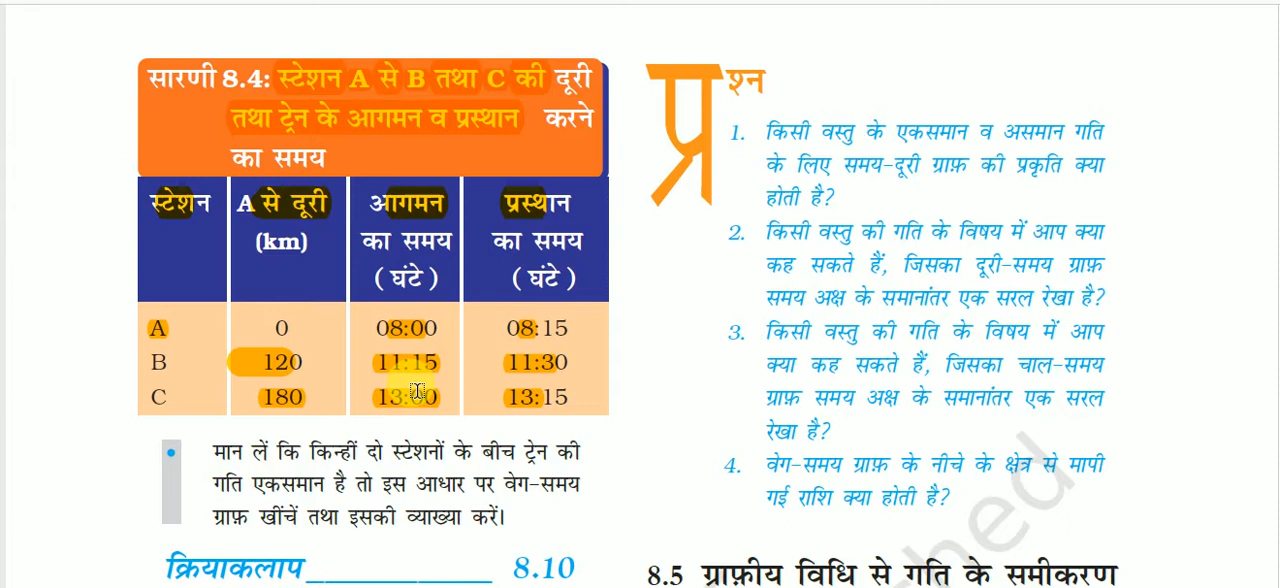 सारणी 8.4: स्टेशन A से B तथा C की दूरी
तथा ट्रेन के आगमन व प्रस्थान करने
का समय
स्टेशन A से दूरी आगमन प्रस्थान
(km) का समय का समय
(घंटे) (घंटे)
A 0 08:00 08:15
B 120 11:15 11:30
C 180 13:00 13:15
• मान लें कि किन्हीं दो स्टेशनों के बीच ट्रेन की
गति एकसमान है तो इस आधार पर वेग-समय
ग्राफ़ खींचें तथा इसकी व्याख्या करें।
क्रियाकलाप ____________ 8.10
प्रश्न
1. किसी वस्तु के एकसमान व असमान गति
के लिए समय-दूरी ग्राफ़ की प्रकृति क्या
होती है?
2. किसी वस्तु की गति के विषय में आप क्या
कह सकते हैं, जिसका दूरी-समय ग्राफ़
समय अक्ष के समानांतर एक सरल रेखा है?
3. किसी वस्तु की गति के विषय में आप
क्या कह सकते हैं, जिसका चाल-समय
ग्राफ़ समय अक्ष के समानांतर एक सरल
रेखा है?
4. वेग-समय ग्राफ़ के नीचे के क्षेत्र से मापी
गई राशि क्या होती है?
8.5 ग्राफ़ीय विधि से गति के समीकरण